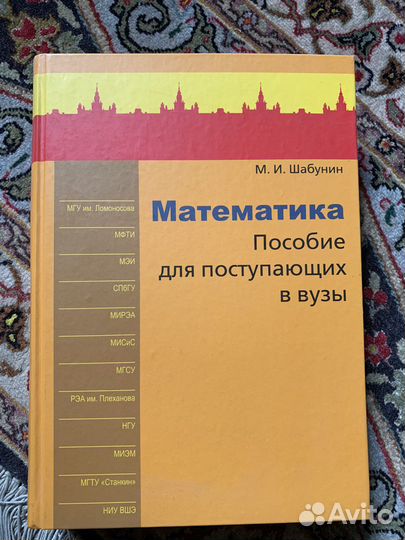 М. И. Шабунин
Математика
Пособие
для поступающих
в вузы
МГУ им. Ломоносова
МФТИ
МЭИ
СПбГУ
МИРЭА
МИСиС
МГСУ
РЭА им. Плеханова
НГУ
МИЭМ
МГТУ «Станкин»
НИУ ВШЭ
Avito